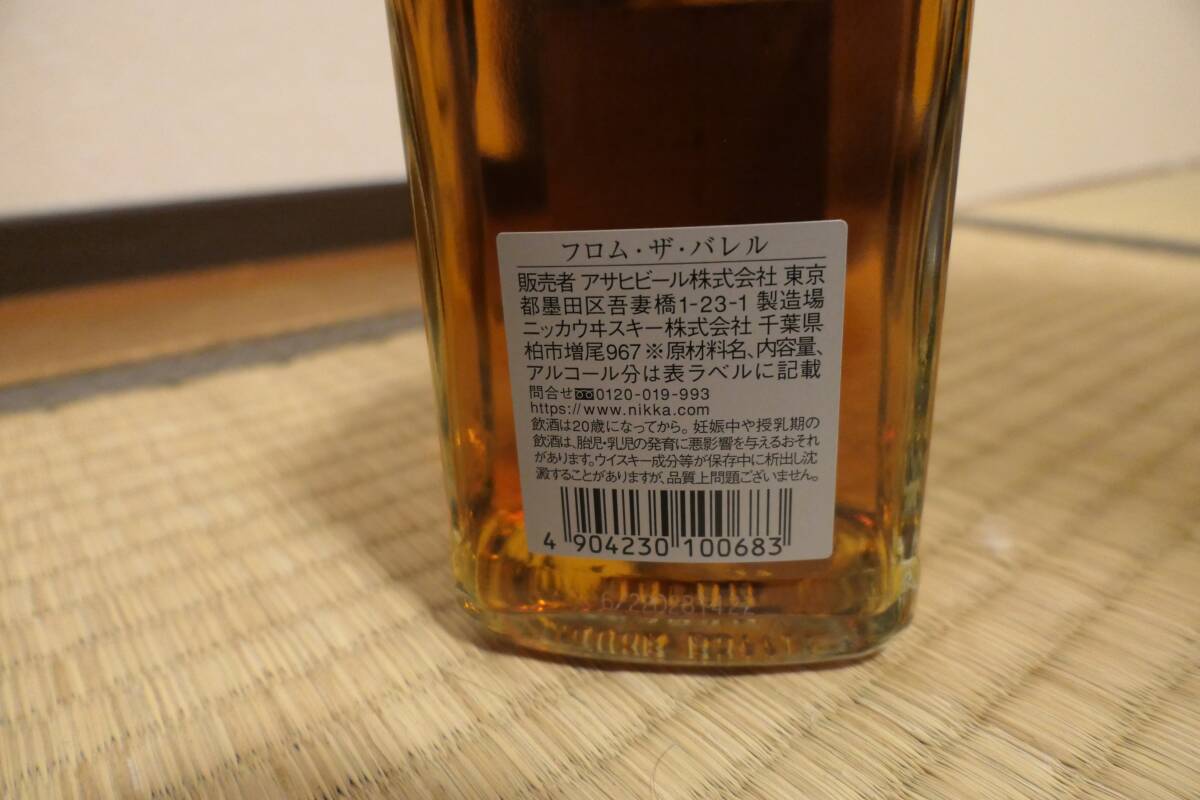 フロム・ザ・バレル
販売者 アサヒビール株式会社 東京
都墨田区吾妻橋1-23-1 製造場
ニッカウヰスキー株式会社 千葉県
柏市増尾967 ※原材料名、内容量、
アルコール分は表ラベルに記載
問合せ 0120-019-993
https://www.nikka.com
飲酒は20歳になってから。妊娠中や授乳期の
飲酒は、胎児・乳児の発育に悪影響を与えるおそれ
があります。ウイスキー成分等が保存中に析出し沈
澱することがありますが、品質上問題ございません。
4 904230 100683